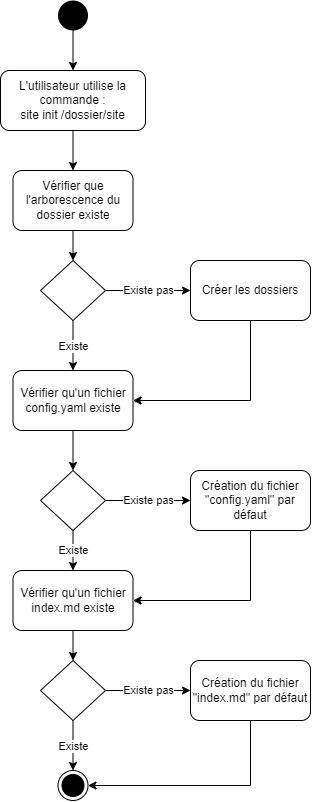 L'utilisateur utilise la
commande :
site init /dossier/site
Vérifier que
l'arborescence du
dossier existe
Existe pas
Créer les dossiers
Existe
Vérifier qu'un fichier
config.yaml existe
Existe pas
Création du fichier
"config.yaml" par
défaut
Existe
Vérifier qu'un fichier
index.md existe
Existe pas
Création du fichier
"index.md" par défaut
Existe